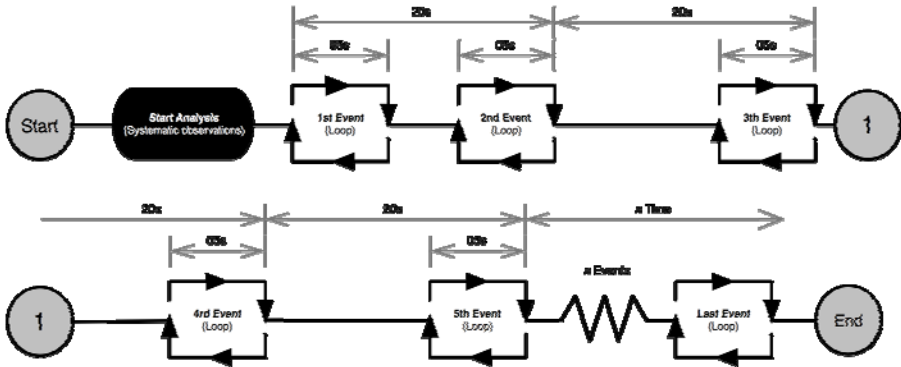 20s
20s
05s
05s
05s
Start
Start Analysis
(Systematic observations)
1st Event
(Loop)
2nd Event
(Loop)
3th Event
(Loop)
1
20s
20s
n Time
05s
05s
n Events
1
4rd Event
(Loop)
5th Event
(Loop)
Last Event
(Loop)
End